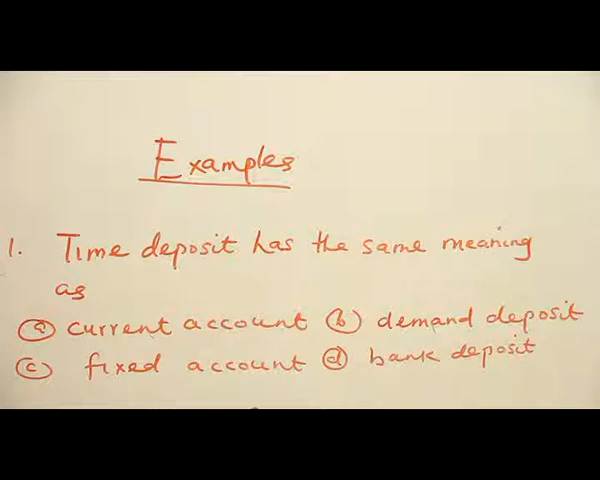 Examples
1. Time deposit has the same meaning
as
(a) current account (b) demand deposit
(c) fixed account (d) bank deposit